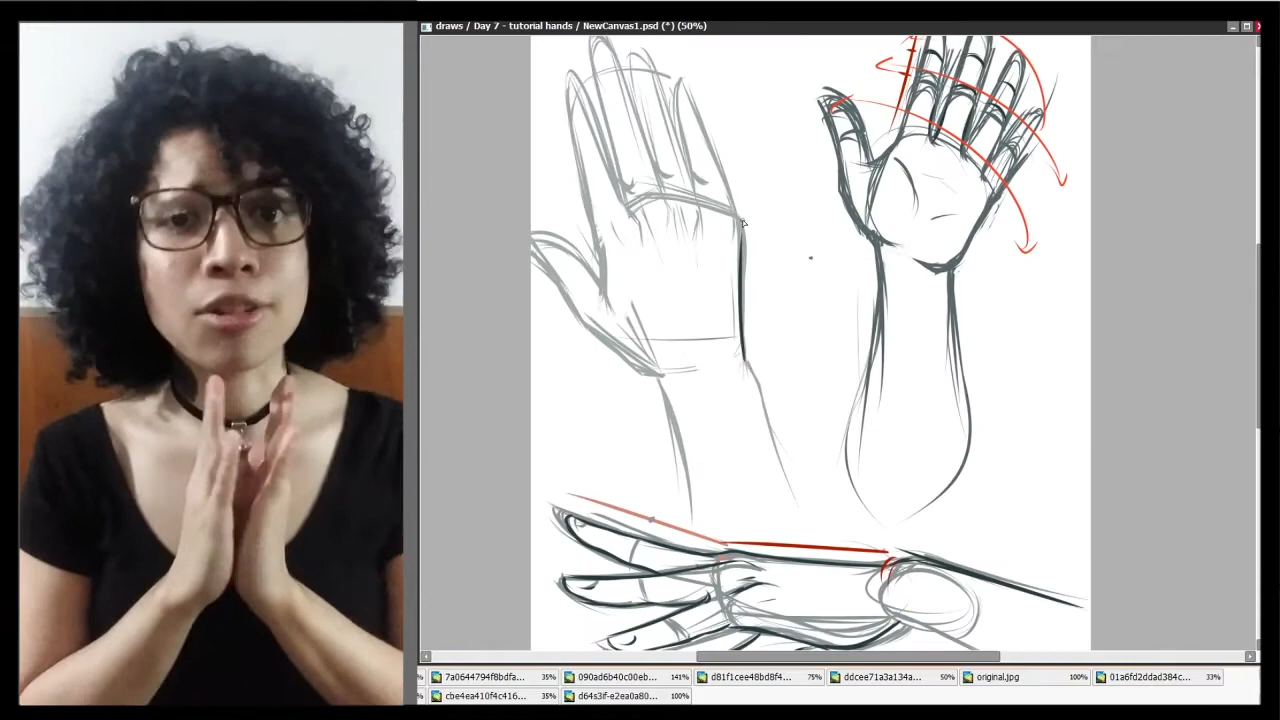 draws / Day 7 - tutorial hands / NewCanvas1.psd (*) (50%)
7a0644794f8bdfa... 35% 090ad6b40c00eb... 141% d81f1cee48bd8f4... 75% ddcee71a3a134a... 50% original.jpg 100% 01a6fd2ddad384c... 33%
cbe4ea410f4c416... 35% d64s3f-e2ea0a80... 100%